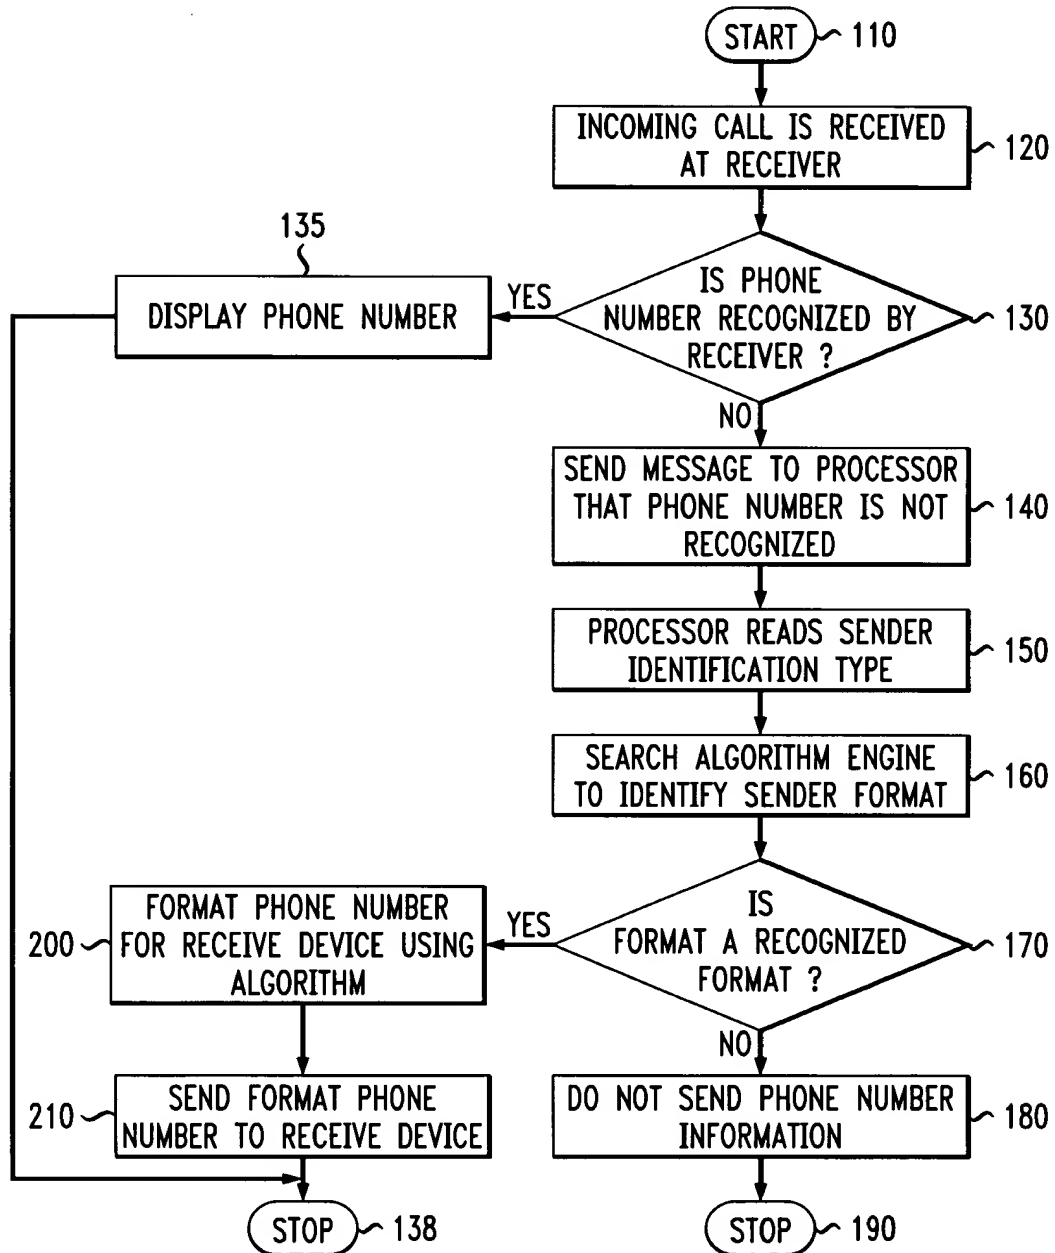 START
110
INCOMING CALL IS RECEIVED
AT RECEIVER
120
135
DISPLAY PHONE NUMBER
YES
IS PHONE
NUMBER RECOGNIZED BY
RECEIVER ?
130
NO
SEND MESSAGE TO PROCESSOR
THAT PHONE NUMBER IS NOT
RECOGNIZED
140
PROCESSOR READS SENDER
IDENTIFICATION TYPE
150
SEARCH ALGORITHM ENGINE
TO IDENTIFY SENDER FORMAT
160
IS
FORMAT A RECOGNIZED
FORMAT ?
170
YES
FORMAT PHONE NUMBER
FOR RECEIVE DEVICE USING
ALGORITHM
200
NO
SEND FORMAT PHONE
NUMBER TO RECEIVE DEVICE
210
DO NOT SEND PHONE NUMBER
INFORMATION
180
STOP
138
STOP
190